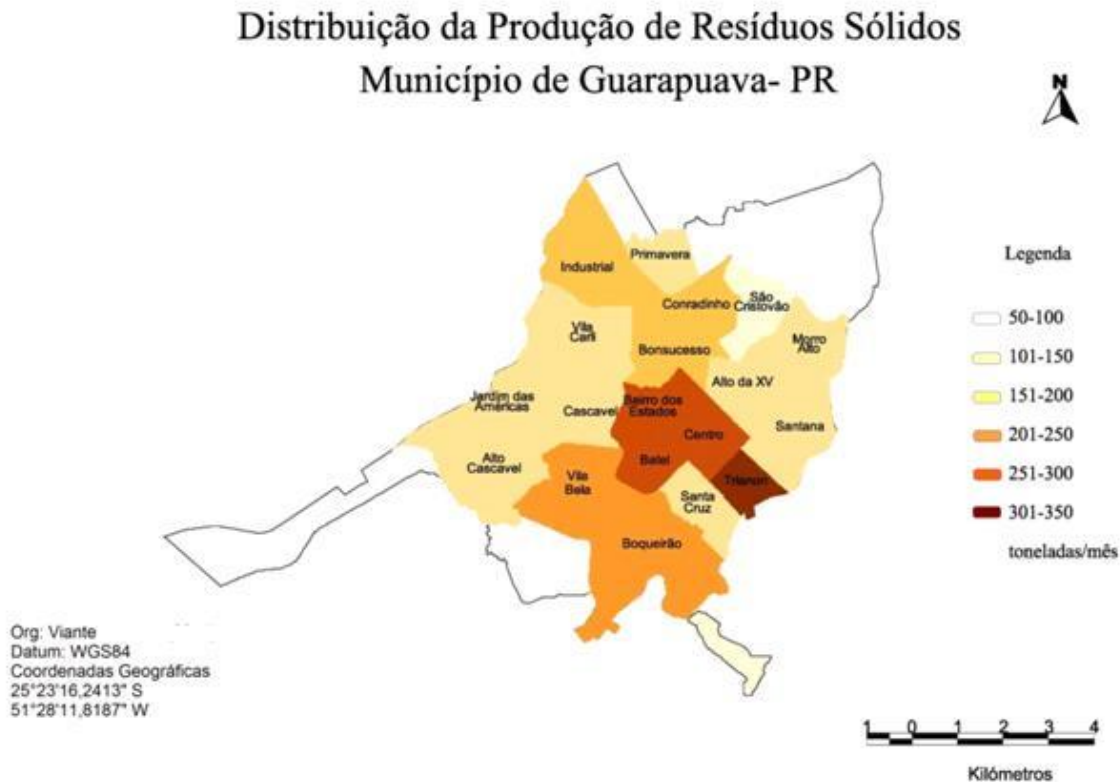 Distribuição da Produção de Resíduos Sólidos
Município de Guarapuava- PR
N
Primavera
Industrial
São
Cristovão
Conradinho
Vila
Carli
Morro
Alto
Bonsucesso
Alto da XV
Jardim das
Américas
Cascavel
Bairro dos
Estados
Santana
Centro
Alto
Cascavel
Batel
Vila
Bela
Trianon
Santa
Cruz
Boqueirão
Legenda
50-100
101-150
151-200
201-250
251-300
301-350
toneladas/mês
Org: Viante
Datum: WGS84
Coordenadas Geográficas
25°23'16,2413" S
51°28'11,8187" W
1 0 1 2 3 4
Kilómetros